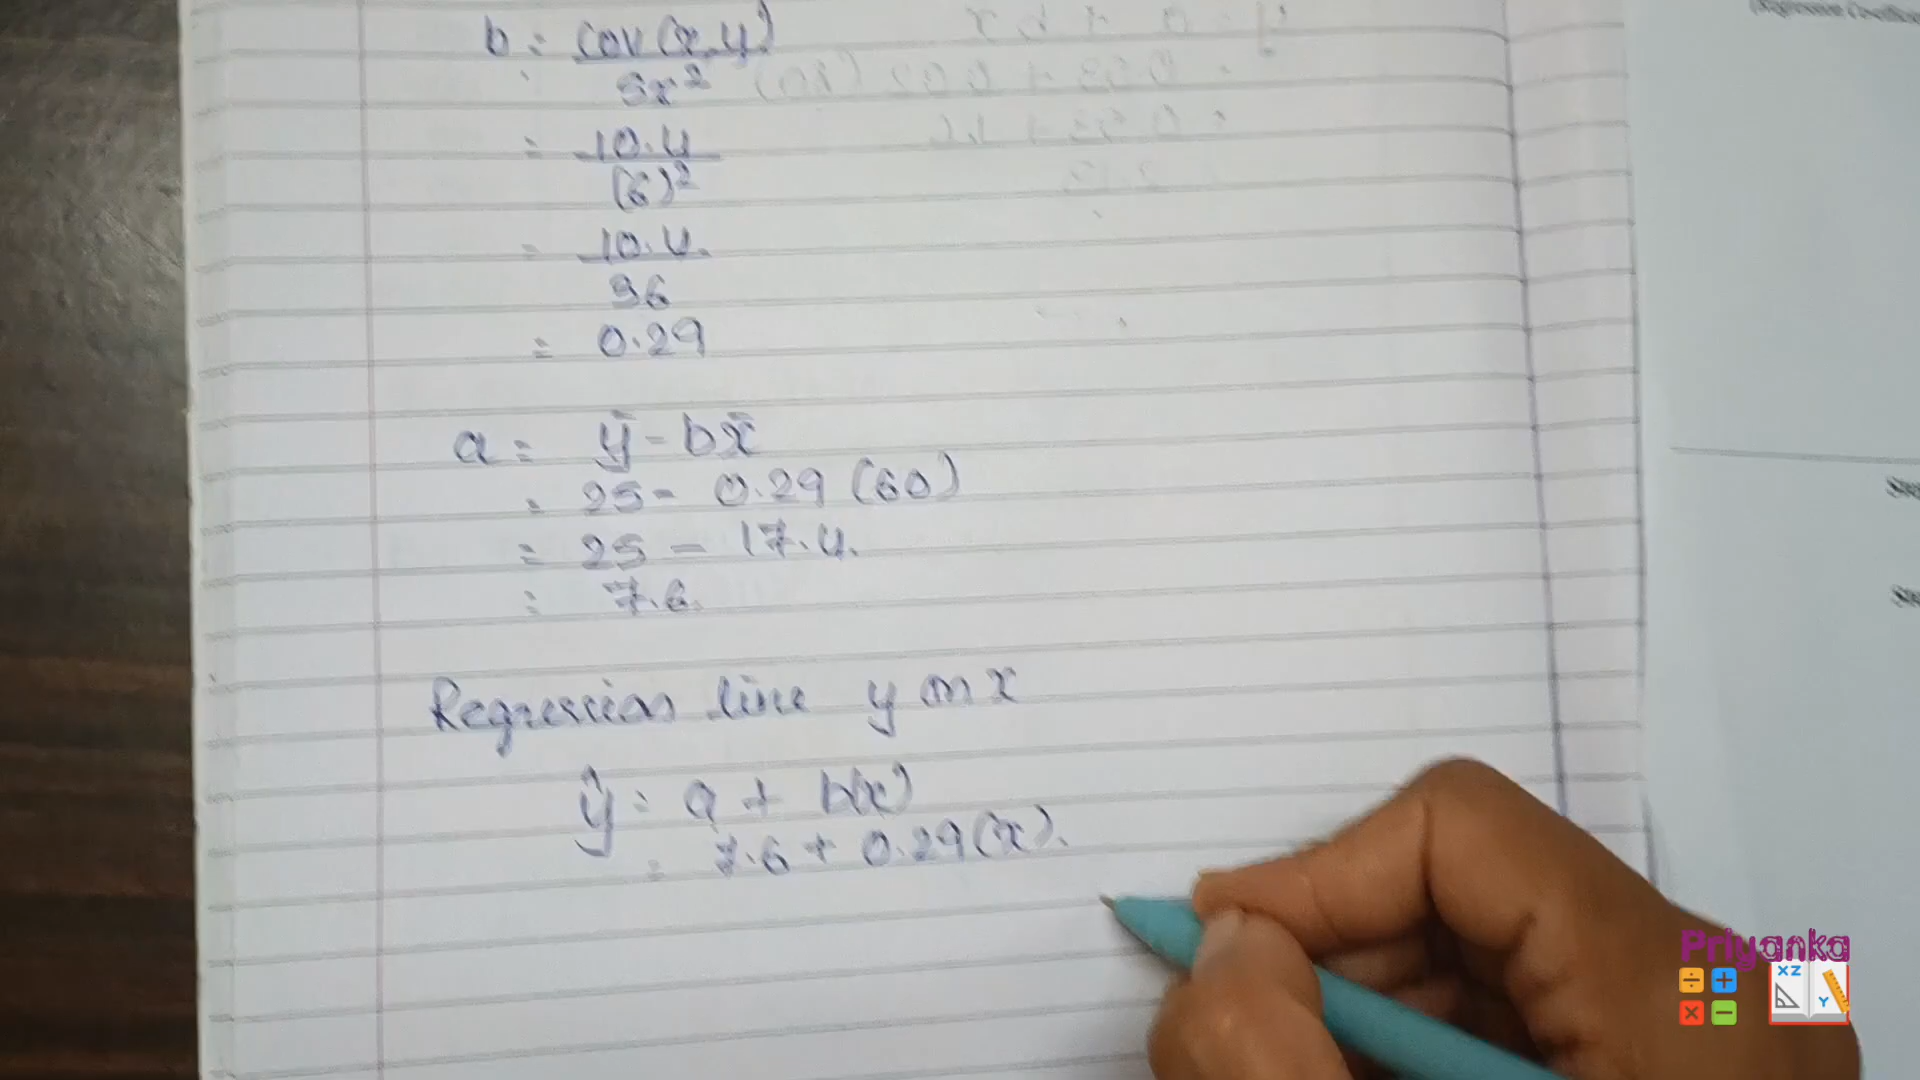 b = cov(x,y)
Sx²
= 10.4
(6)²
= 10.4
36
= 0.29
a = ȳ - bx̄
= 25 - 0.29 (60)
= 25 - 17.4.
= 7.6.
Regression line y on x
ŷ = a + b(x)
= 7.6 + 0.29(x).
Priyanka
XZ
Y